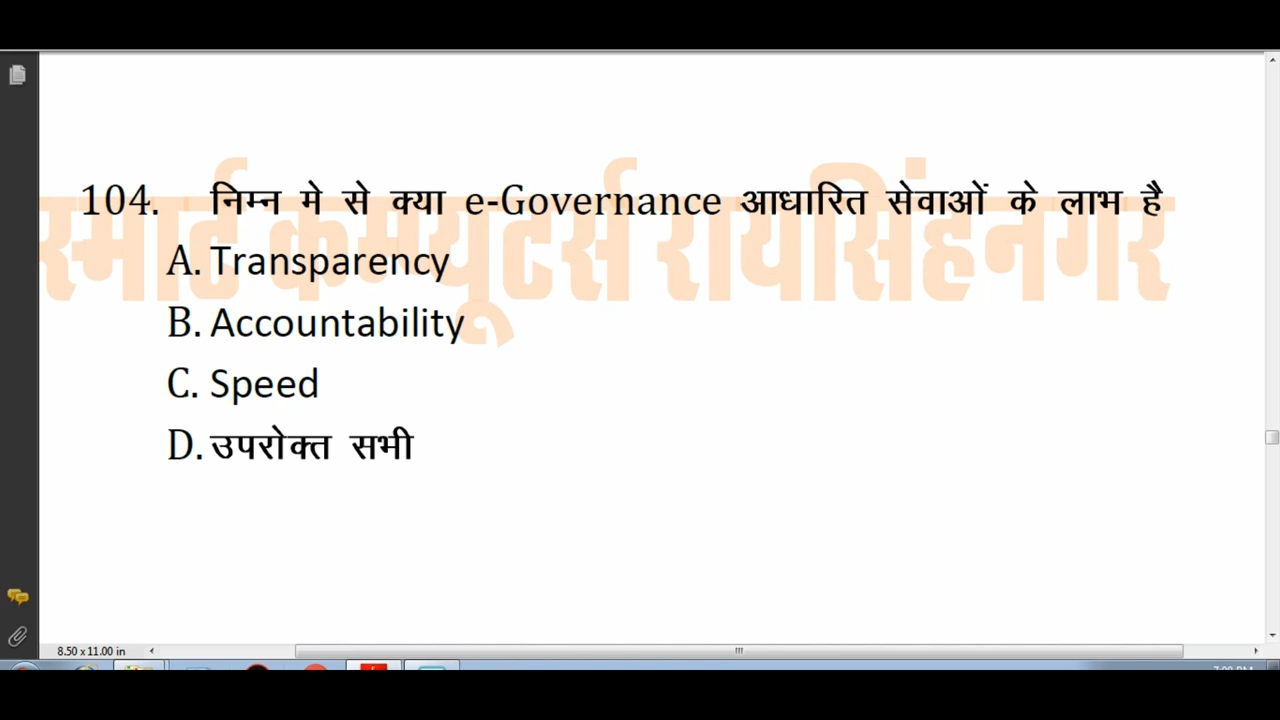 104. निम्न मे से क्या e-Governance आधारित सेवाओं के लाभ है
स्मार्ट कम्प्यूटर्स रायसिंहनगर
A. Transparency
B. Accountability
C. Speed
D. उपरोक्त सभी
8.50 x 11.00 in